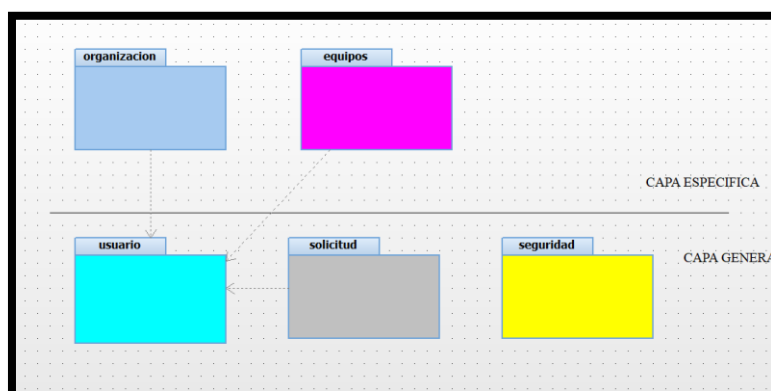 organizacion
equipos
CAPA ESPECIFICA
usuario
solicitud
seguridad
CAPA GENERA